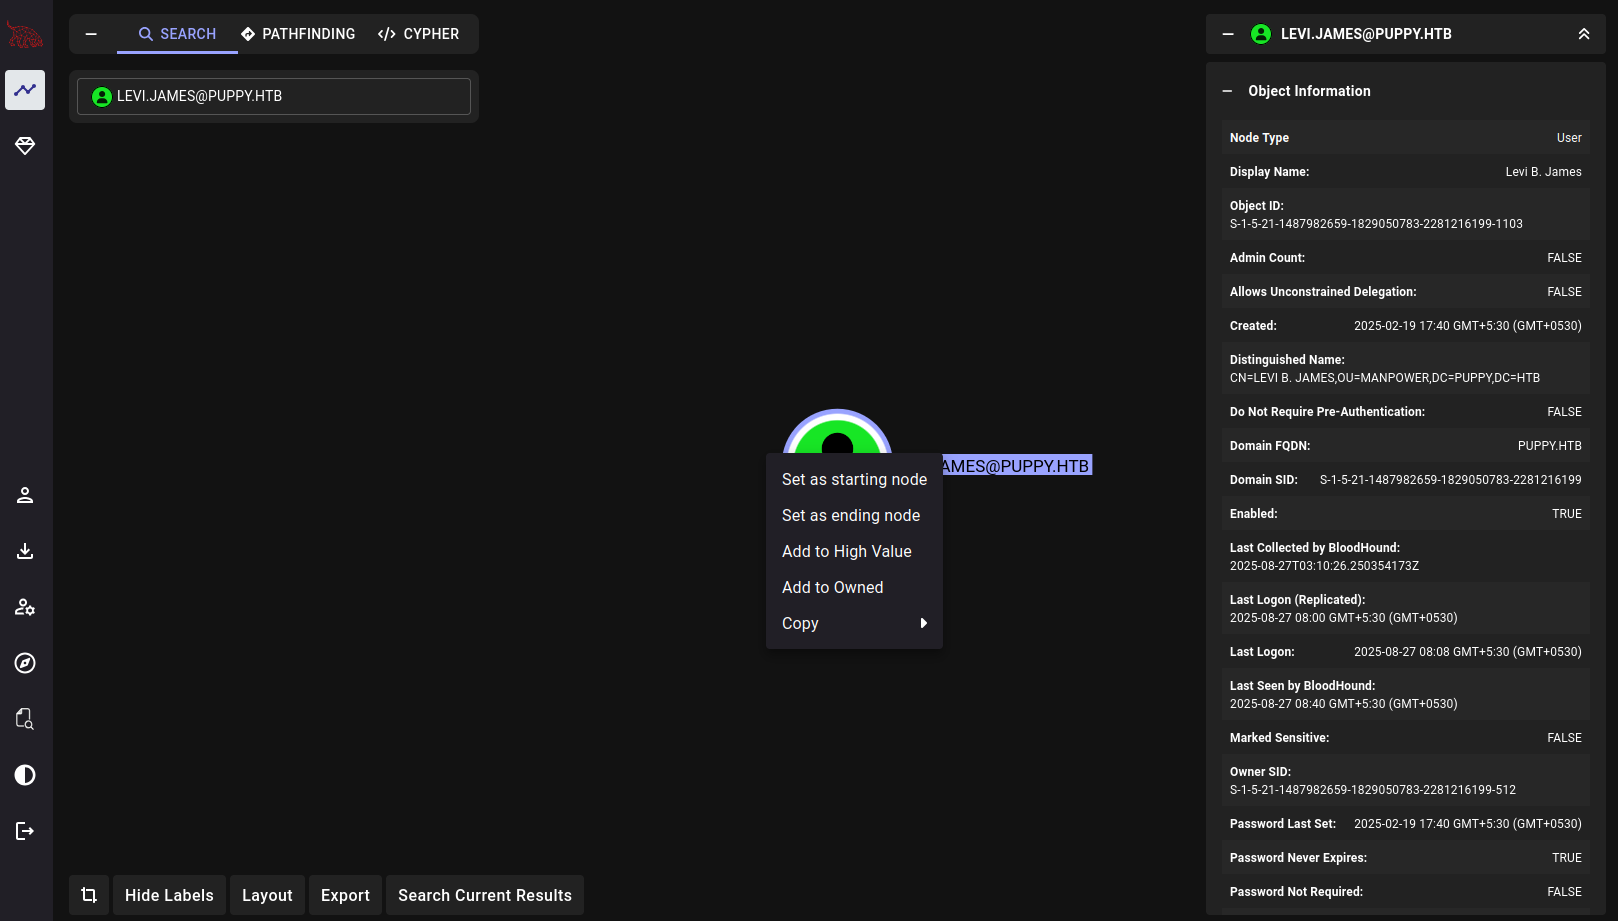 SEARCH
PATHFINDING
CYPHER
LEVI.JAMES@PUPPY.HTB
AMES@PUPPY.HTB
Set as starting node
Set as ending node
Add to High Value
Add to Owned
Copy
Hide Labels
Layout
Export
Search Current Results
LEVI.JAMES@PUPPY.HTB
Object Information
Node Type User
Display Name: Levi B. James
Object ID:
S-1-5-21-1487982659-1829050783-2281216199-1103
Admin Count: FALSE
Allows Unconstrained Delegation: FALSE
Created: 2025-02-19 17:40 GMT+5:30 (GMT+0530)
Distinguished Name:
CN=LEVI B. JAMES,OU=MANPOWER,DC=PUPPY,DC=HTB
Do Not Require Pre-Authentication: FALSE
Domain FQDN: PUPPY.HTB
Domain SID: S-1-5-21-1487982659-1829050783-2281216199
Enabled: TRUE
Last Collected by BloodHound:
2025-08-27T03:10:26.250354173Z
Last Logon (Replicated):
2025-08-27 08:00 GMT+5:30 (GMT+0530)
Last Logon: 2025-08-27 08:08 GMT+5:30 (GMT+0530)
Last Seen by BloodHound:
2025-08-27 08:40 GMT+5:30 (GMT+0530)
Marked Sensitive: FALSE
Owner SID:
S-1-5-21-1487982659-1829050783-2281216199-512
Password Last Set: 2025-02-19 17:40 GMT+5:30 (GMT+0530)
Password Never Expires: TRUE
Password Not Required: FALSE